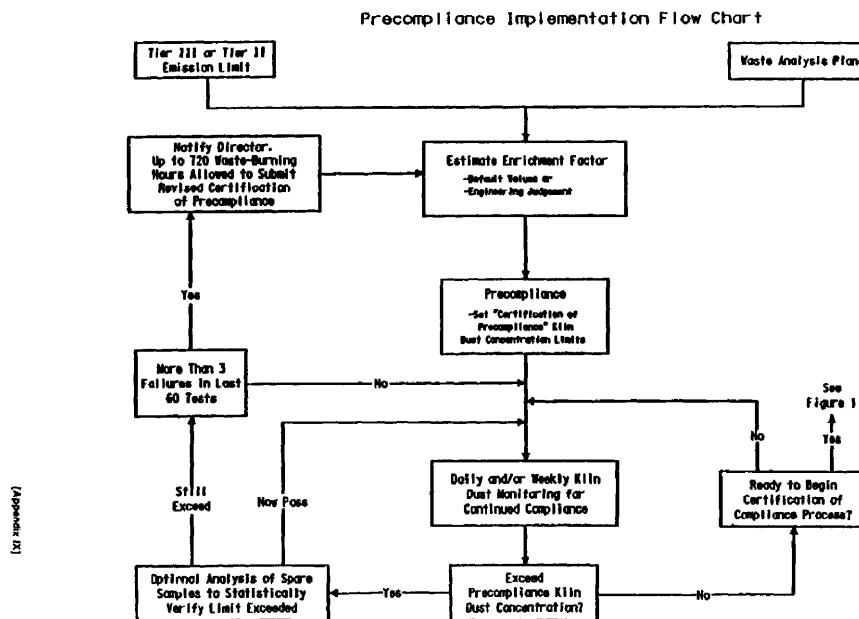 Precompliance Implementation Flow Chart
Tier III or Tier II
Emission Limit
Waste Analysis Plan
Notify Director.
Up to 720 Waste-Burning
Hours Allowed to Submit
Revised Certification
of Precompliance
Estimate Enrichment Factor
-Default Values or
-Engineering Judgement
Yes
Precompliance
-Set "Certification of
Precompliance" Kiln
Dust Concentration Limits
More Than 3
Failures in Last
60 Tests
No
See
Figure 1
No
Yes
Still
Exceed
Now Pass
Daily and/or Weekly Kiln
Dust Monitoring for
Continued Compliance
Ready to Begin
Certification of
Compliance Process?
[Appendix IX]
Optimal Analysis of Spare
Samples to Statistically
Verify Limit Exceeded
Yes
Exceed
Precompliance Kiln
Dust Concentration?
No